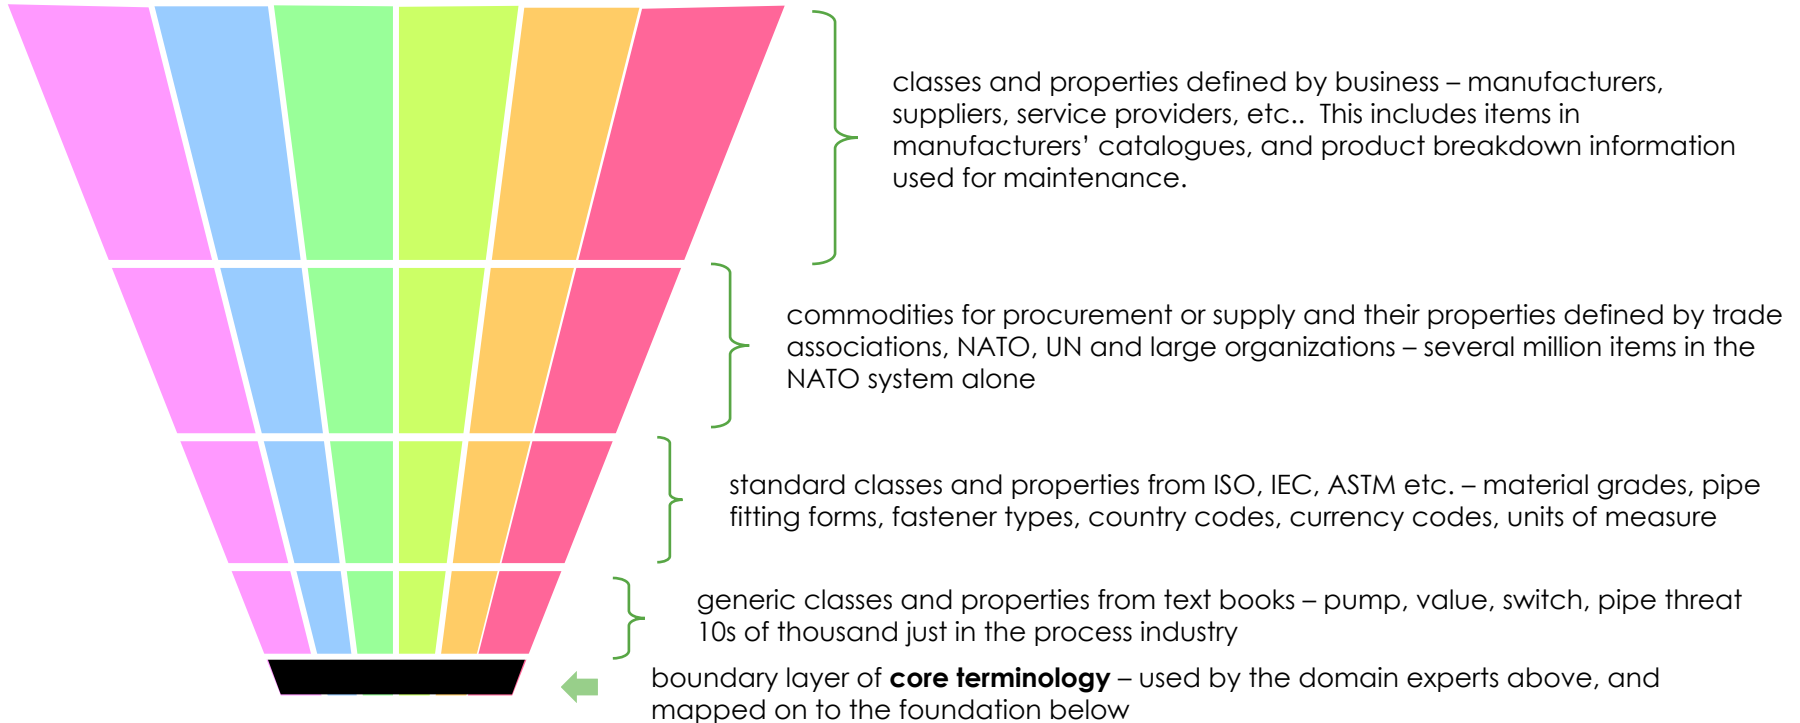 classes and properties defined by business – manufacturers,
suppliers, service providers, etc..  This includes items in
manufacturers’ catalogues, and product breakdown information
used for maintenance.
commodities for procurement or supply and their properties defined by trade
associations, NATO, UN and large organizations – several million items in the
NATO system alone
standard classes and properties from ISO, IEC, ASTM etc. – material grades, pipe
fitting forms, fastener types, country codes, currency codes, units of measure
generic classes and properties from text books – pump, value, switch, pipe threat
10s of thousand just in the process industry
boundary layer of core terminology – used by the domain experts above, and
mapped on to the foundation below